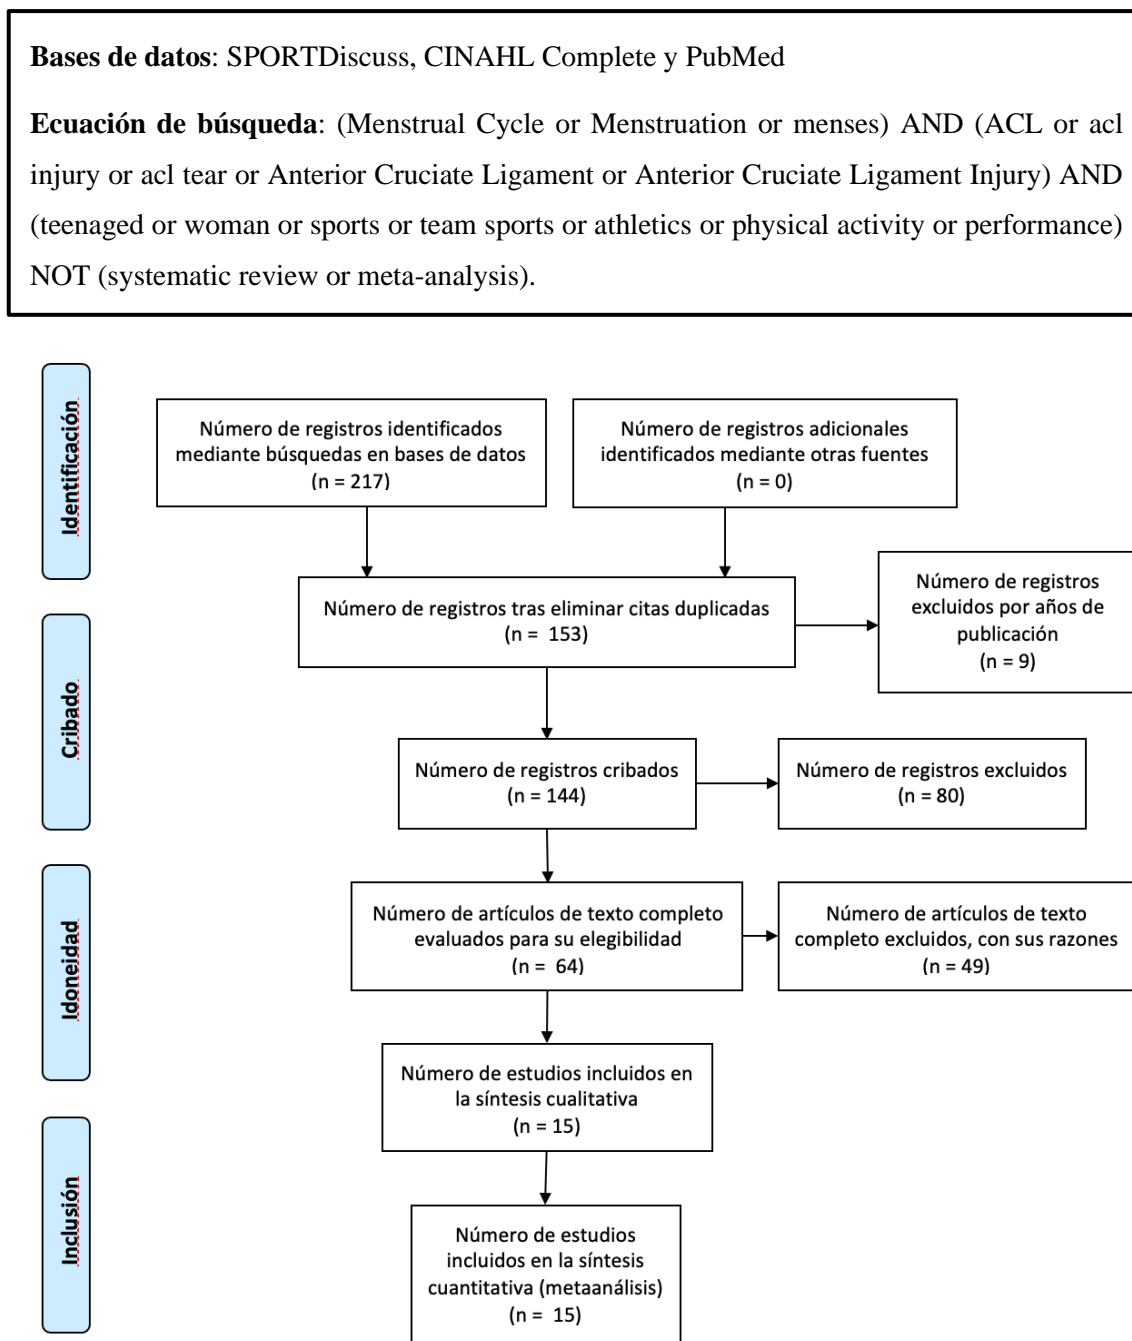 Bases de datos: SPORTDiscuss, CINAHL Complete y PubMed
Ecuación de búsqueda: (Menstrual Cycle or Menstruation or menses) AND (ACL or acl
injury or acl tear or Anterior Cruciate Ligament or Anterior Cruciate Ligament Injury) AND
(teenaged or woman or sports or team sports or athletics or physical activity or performance)
NOT (systematic review or meta-analysis).
Identificación
Número de registros identificados
mediante búsquedas en bases de datos
(n = 217)
Número de registros adicionales
identificados mediante otras fuentes
(n = 0)
Número de registros tras eliminar citas duplicadas
(n = 153)
Número de registros
excluidos por años de
publicación
(n = 9)
Cribado
Número de registros cribados
(n = 144)
Número de registros excluidos
(n = 80)
Idoneidad
Número de artículos de texto completo
evaluados para su elegibilidad
(n = 64)
Número de artículos de texto
completo excluidos, con sus razones
(n = 49)
Número de estudios incluidos en
la síntesis cualitativa
(n = 15)
Inclusión
Número de estudios
incluidos en la síntesis
cuantitativa (metaanálisis)
(n = 15)